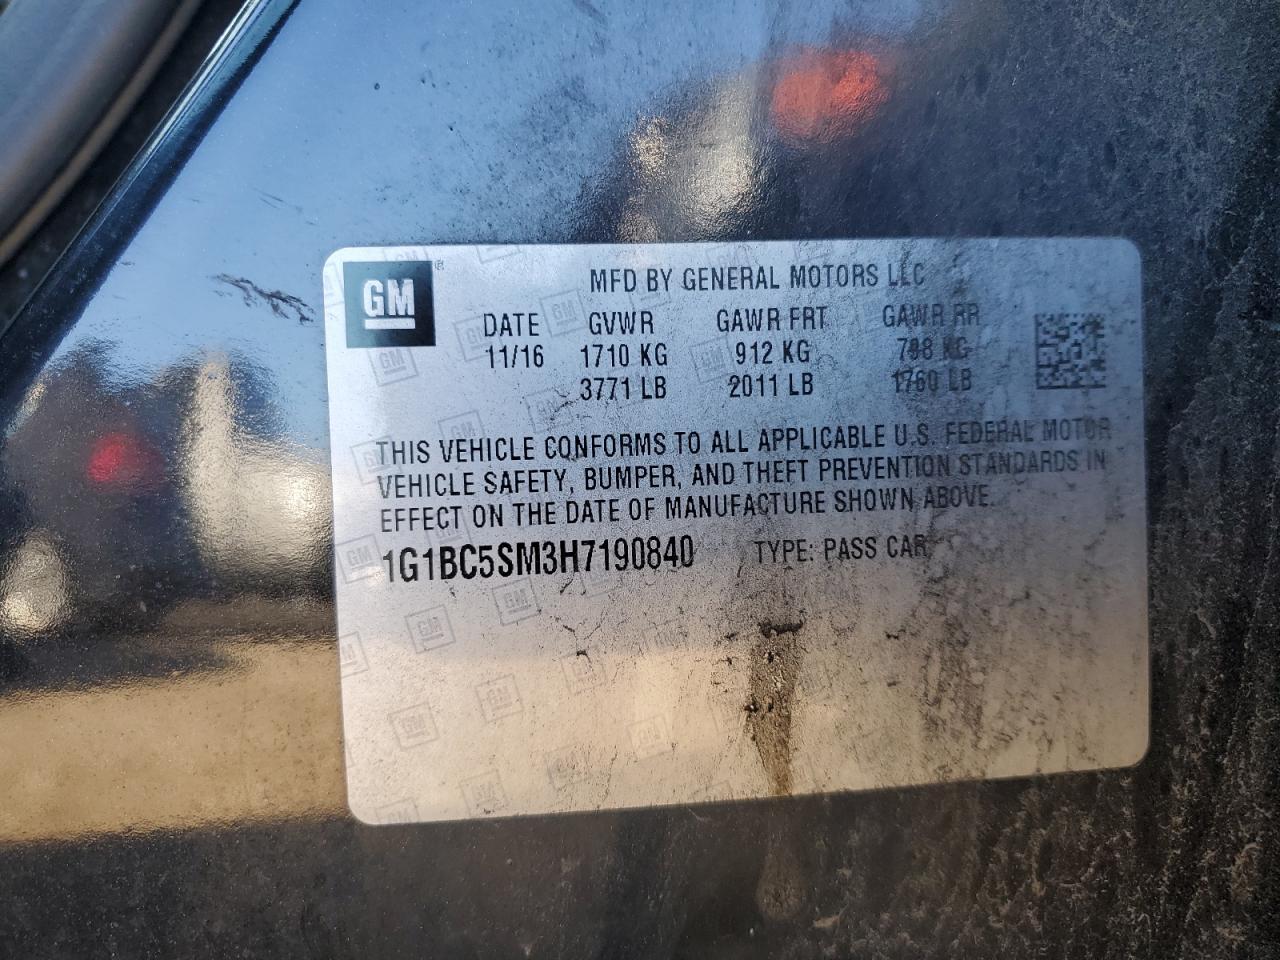 GM
MFD BY GENERAL MOTORS LLC
DATE GVWR GAWR FRT GAWR RR
11/16 1710 KG 912 KG 798 KG
3771 LB 2011 LB 1760 LB
THIS VEHICLE CONFORMS TO ALL APPLICABLE U.S. FEDERAL MOTOR
VEHICLE SAFETY, BUMPER, AND THEFT PREVENTION STANDARDS IN
EFFECT ON THE DATE OF MANUFACTURE SHOWN ABOVE.
1G1BC5SM3H7190840 TYPE: PASS CAR